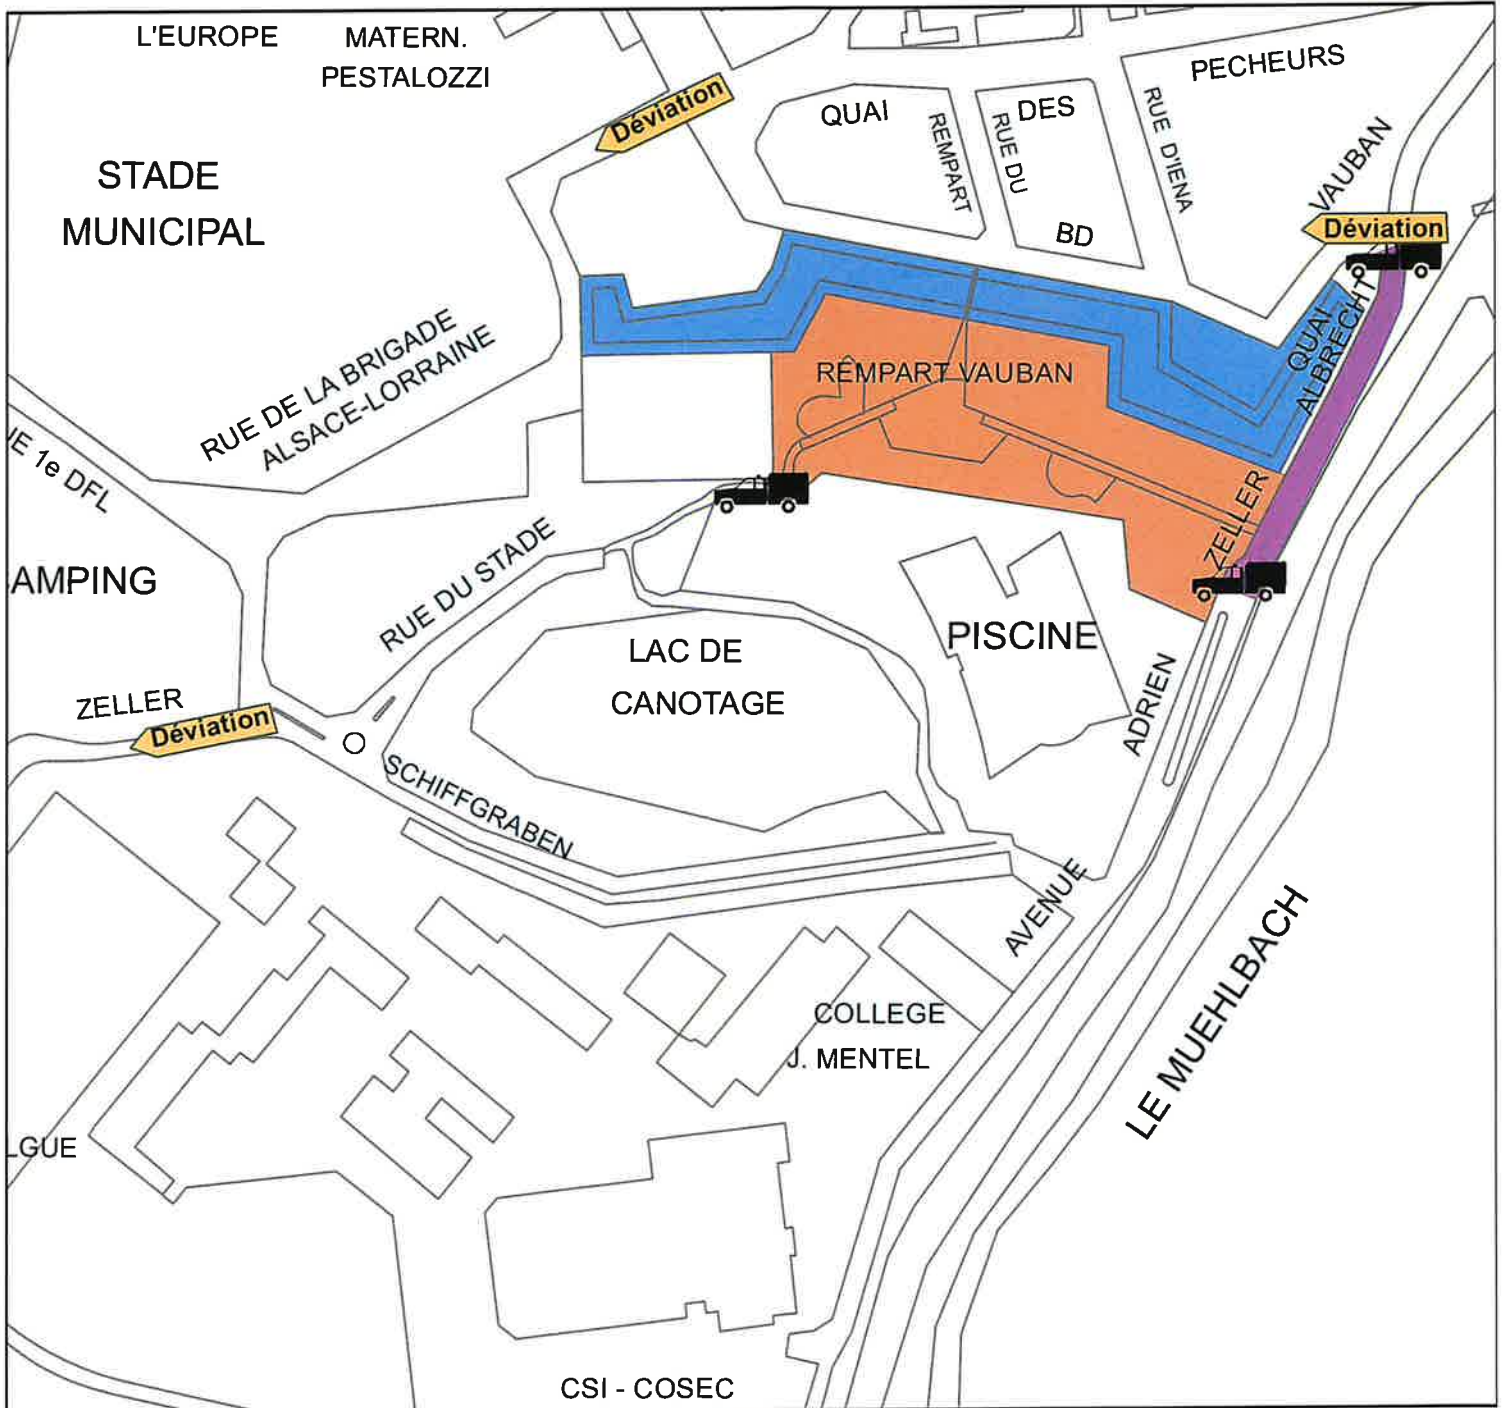 L'EUROPE
MATERN.
PESTALOZZI
Déviation
QUAI
DES
PECHEURS
REMPART
RUE DU
RUE D'IENA
VAUBAN
STADE
MUNICIPAL
BD
Déviation
QUAI
ALBRECHT
RUE DE LA BRIGADE
ALSACE-LORRAINE
REMPART VAUBAN
UE 1e DFL
ZELLER
AMPING
RUE DU STADE
LAC DE
CANOTAGE
PISCINE
ZELLER
Déviation
ADRIEN
SCHIFFGRABEN
AVENUE
LE MUEHLBACH
COLLEGE
J. MENTEL
LGUE
CSI - COSEC